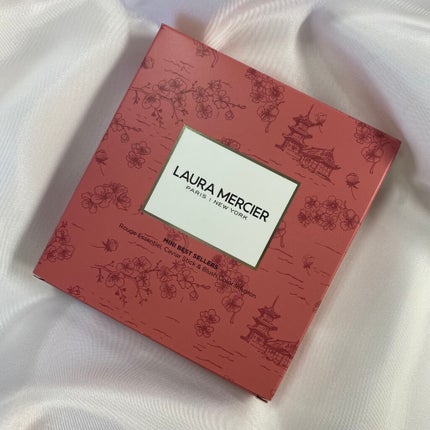 LAURA MERCIER
PARIS | NEW YORK
MINI BEST SELLERS
Rouge Essentiel, Caviar Stick & Blush Color Infusion